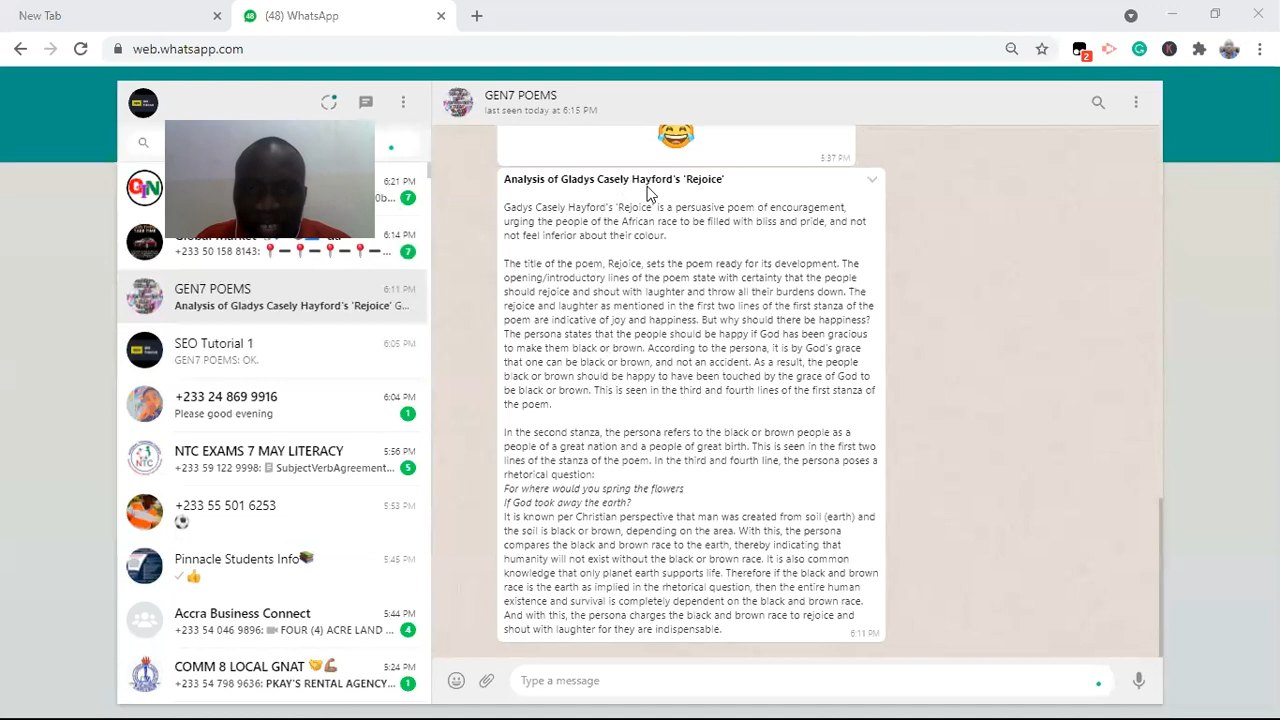 New Tab
(48) WhatsApp
web.whatsapp.com
2
K
GEN7 POEMS
last seen today at 6:15 PM
5:37 PM
6:21 PM
7
6:14 PM
+233 50 158 8143:
7
GEN7 POEMS
6:11 PM
Analysis of Gladys Casely Hayford's 'Rejoice' G...
SEO Tutorial 1
6:05 PM
GEN7 POEMS: OK.
+233 24 869 9916
6:04 PM
Please good evening
1
NTC EXAMS 7 MAY LITERACY
5:56 PM
+233 59 122 9998: SubjectVerbAgreement...
5
+233 55 501 6253
5:53 PM
Pinnacle Students Info
5:45 PM
Accra Business Connect
5:44 PM
+233 54 046 9896: FOUR (4) ACRE LAND ...
4
COMM 8 LOCAL GNAT
5:24 PM
+233 54 798 9636: PKAY'S RENTAL AGENCY...
1
Analysis of Gladys Casely Hayford's 'Rejoice'
Gadys Casely Hayford's 'Rejoice' is a persuasive poem of encouragement,
urging the people of the African race to be filled with bliss and pride, and not
not feel inferior about their colour.
The title of the poem, Rejoice, sets the poem ready for its development. The
opening/introductory lines of the poem state with certainty that the people
should rejoice and shout with laughter and throw all their burdens down. The
rejoice and laughter as mentioned in the first two lines of the first stanza of the
poem are indicative of joy and happiness. But why should there be happiness?
The persona states that the people should be happy if God has been gracious
to make them black or brown. According to the persona, it is by God's grace
that one can be black or brown, and not an accident. As a result, the people
black or brown should be happy to have been touched by the grace of God to
be black or brown. This is seen in the third and fourth lines of the first stanza of
the poem.
In the second stanza, the persona refers to the black or brown people as a
people of a great nation and a people of great birth. This is seen in the first two
lines of the stanza of the poem. In the third and fourth line, the persona poses a
rhetorical question:
For where would you spring the flowers
If God took away the earth?
It is known per Christian perspective that man was created from soil (earth) and
the soil is black or brown, depending on the area. With this, the persona
compares the black and brown race to the earth, thereby indicating that
humanity will not exist without the black or brown race. It is also common
knowledge that only planet earth supports life. Therefore if the black and brown
race is the earth as implied in the rhetorical question, then the entire human
existence and survival is completely dependent on the black and brown race.
And with this, the persona charges the black and brown race to rejoice and
shout with laughter for they are indispensable.
6:11 PM
Type a message